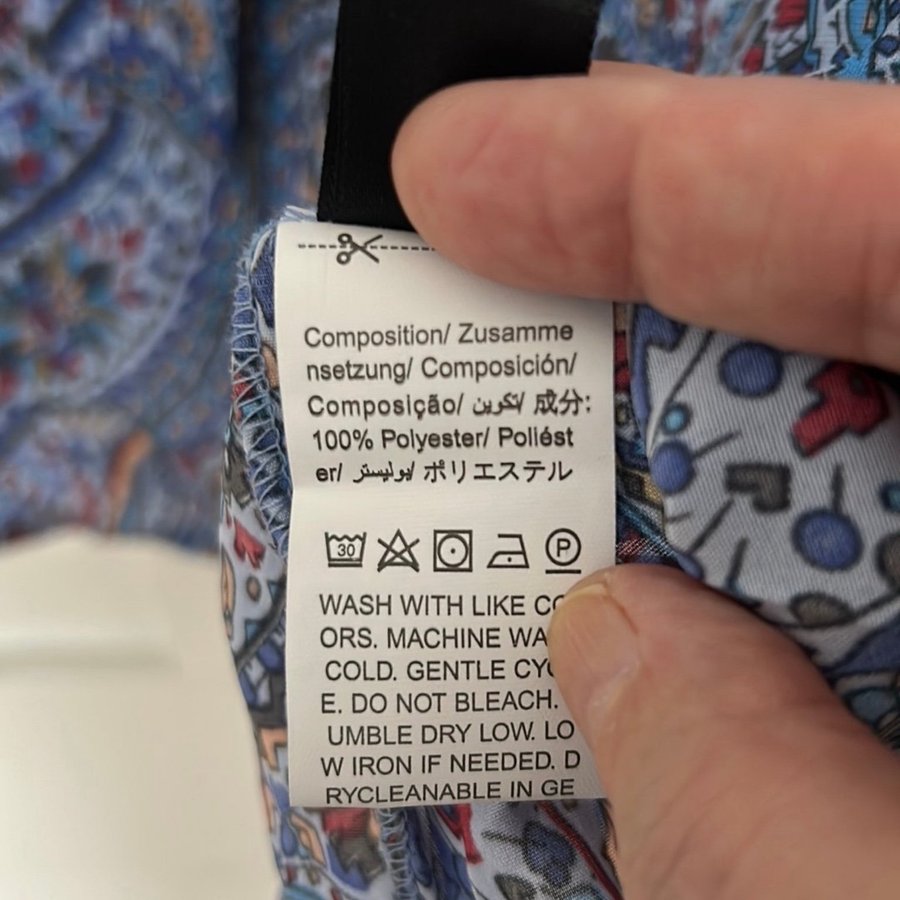 Composition/ Zusamme
nsetzung/ Composición/
Composição/ تكوين/ 成分:
100% Polyester/ Poliést
er/ بوليستر/ ポリエステル
30 P
WASH WITH LIKE CO
ORS. MACHINE WA
COLD. GENTLE CYC
E. DO NOT BLEACH.
UMBLE DRY LOW. LO
W IRON IF NEEDED. D
RYCLEANABLE IN GE